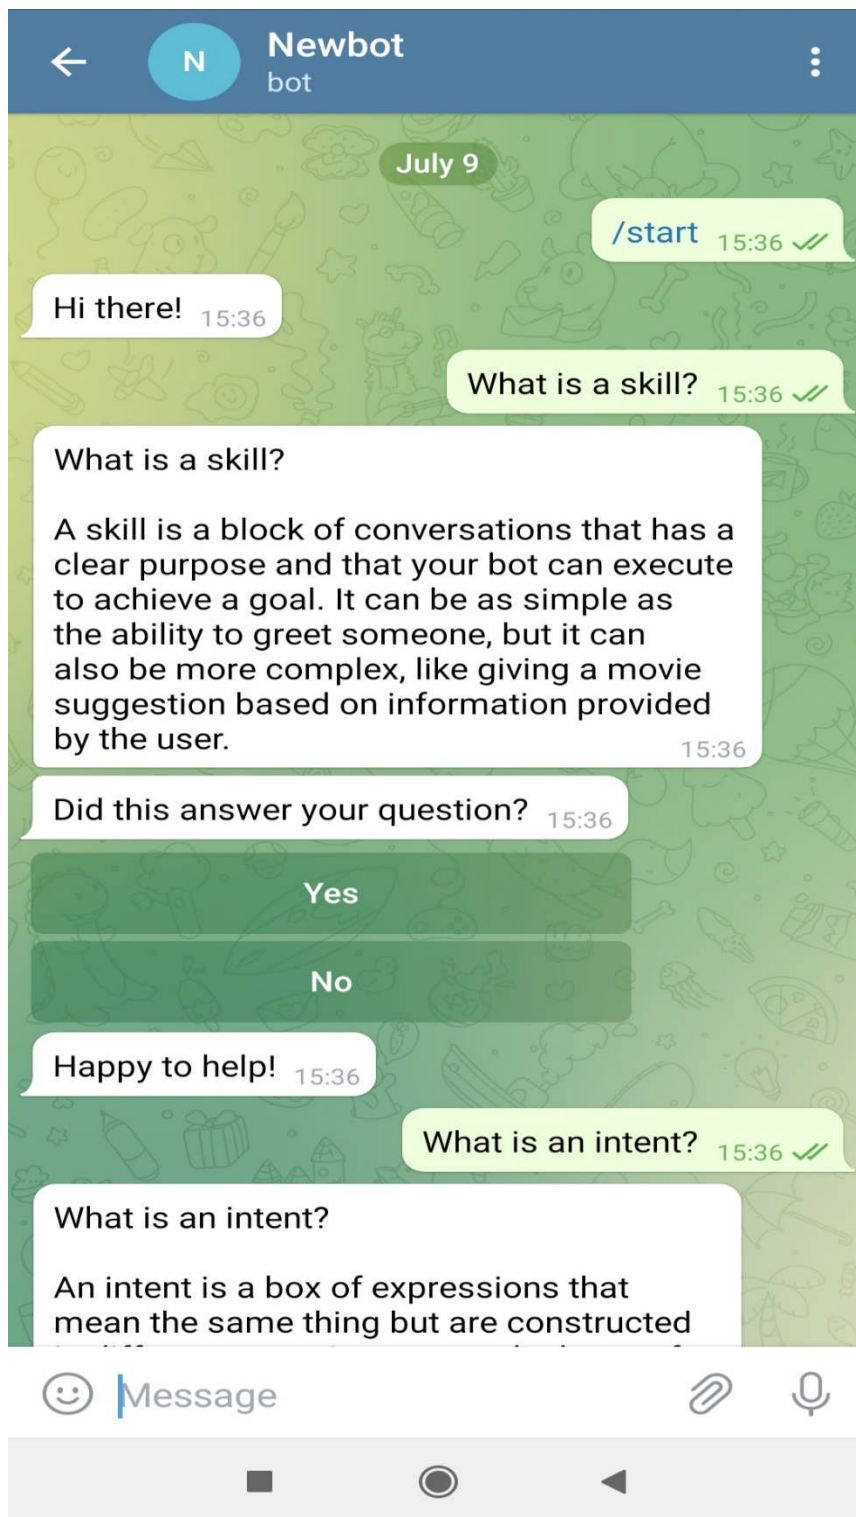 N
Newbot
bot
July 9
/start 15:36
Hi there! 15:36
What is a skill? 15:36
What is a skill?
A skill is a block of conversations that has a
clear purpose and that your bot can execute
to achieve a goal. It can be as simple as
the ability to greet someone, but it can
also be more complex, like giving a movie
suggestion based on information provided
by the user. 15:36
Did this answer your question? 15:36
Yes
No
Happy to help! 15:36
What is an intent? 15:36
What is an intent?
An intent is a box of expressions that
mean the same thing but are constructed
Message